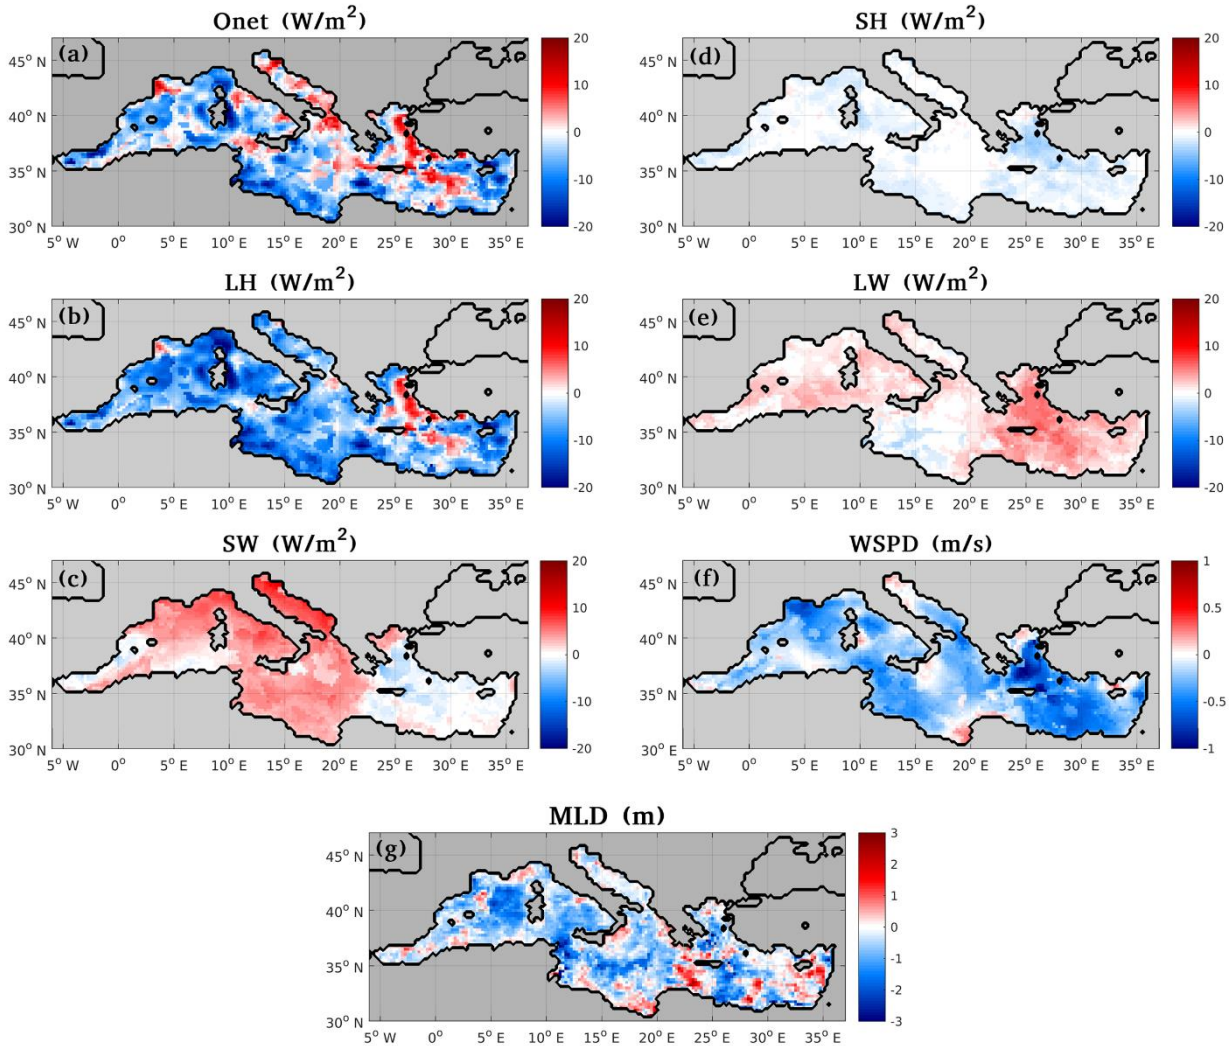 Onet (W/m²)
(a)
45° N
40° N
35° N
30° N
5° W 0° 5° E 10° E 15° E 20° E 25° E 30° E 35° E
20
10
0
-10
-20
SH (W/m²)
(d)
45° N
40° N
35° N
30° N
5° W 0° 5° E 10° E 15° E 20° E 25° E 30° E 35° E
20
10
0
-10
-20
LH (W/m²)
(b)
45° N
40° N
35° N
30° N
5° W 0° 5° E 10° E 15° E 20° E 25° E 30° E 35° E
20
10
0
-10
-20
LW (W/m²)
(e)
45° N
40° N
35° N
30° N
5° W 0° 5° E 10° E 15° E 20° E 25° E 30° E 35° E
20
10
0
-10
-20
SW (W/m²)
(c)
45° N
40° N
35° N
30° N
5° W 0° 5° E 10° E 15° E 20° E 25° E 30° E 35° E
20
10
0
-10
-20
WSPD (m/s)
(f)
45° N
40° N
35° N
30° E
5° W 0° 5° E 10° E 15° E 20° E 25° E 30° E 35° E
1
0.5
0
-0.5
-1
MLD (m)
(g)
45° N
40° N
35° N
30° N
5° W 0° 5° E 10° E 15° E 20° E 25° E 30° E 35° E
3
2
1
0
-1
-2
-3